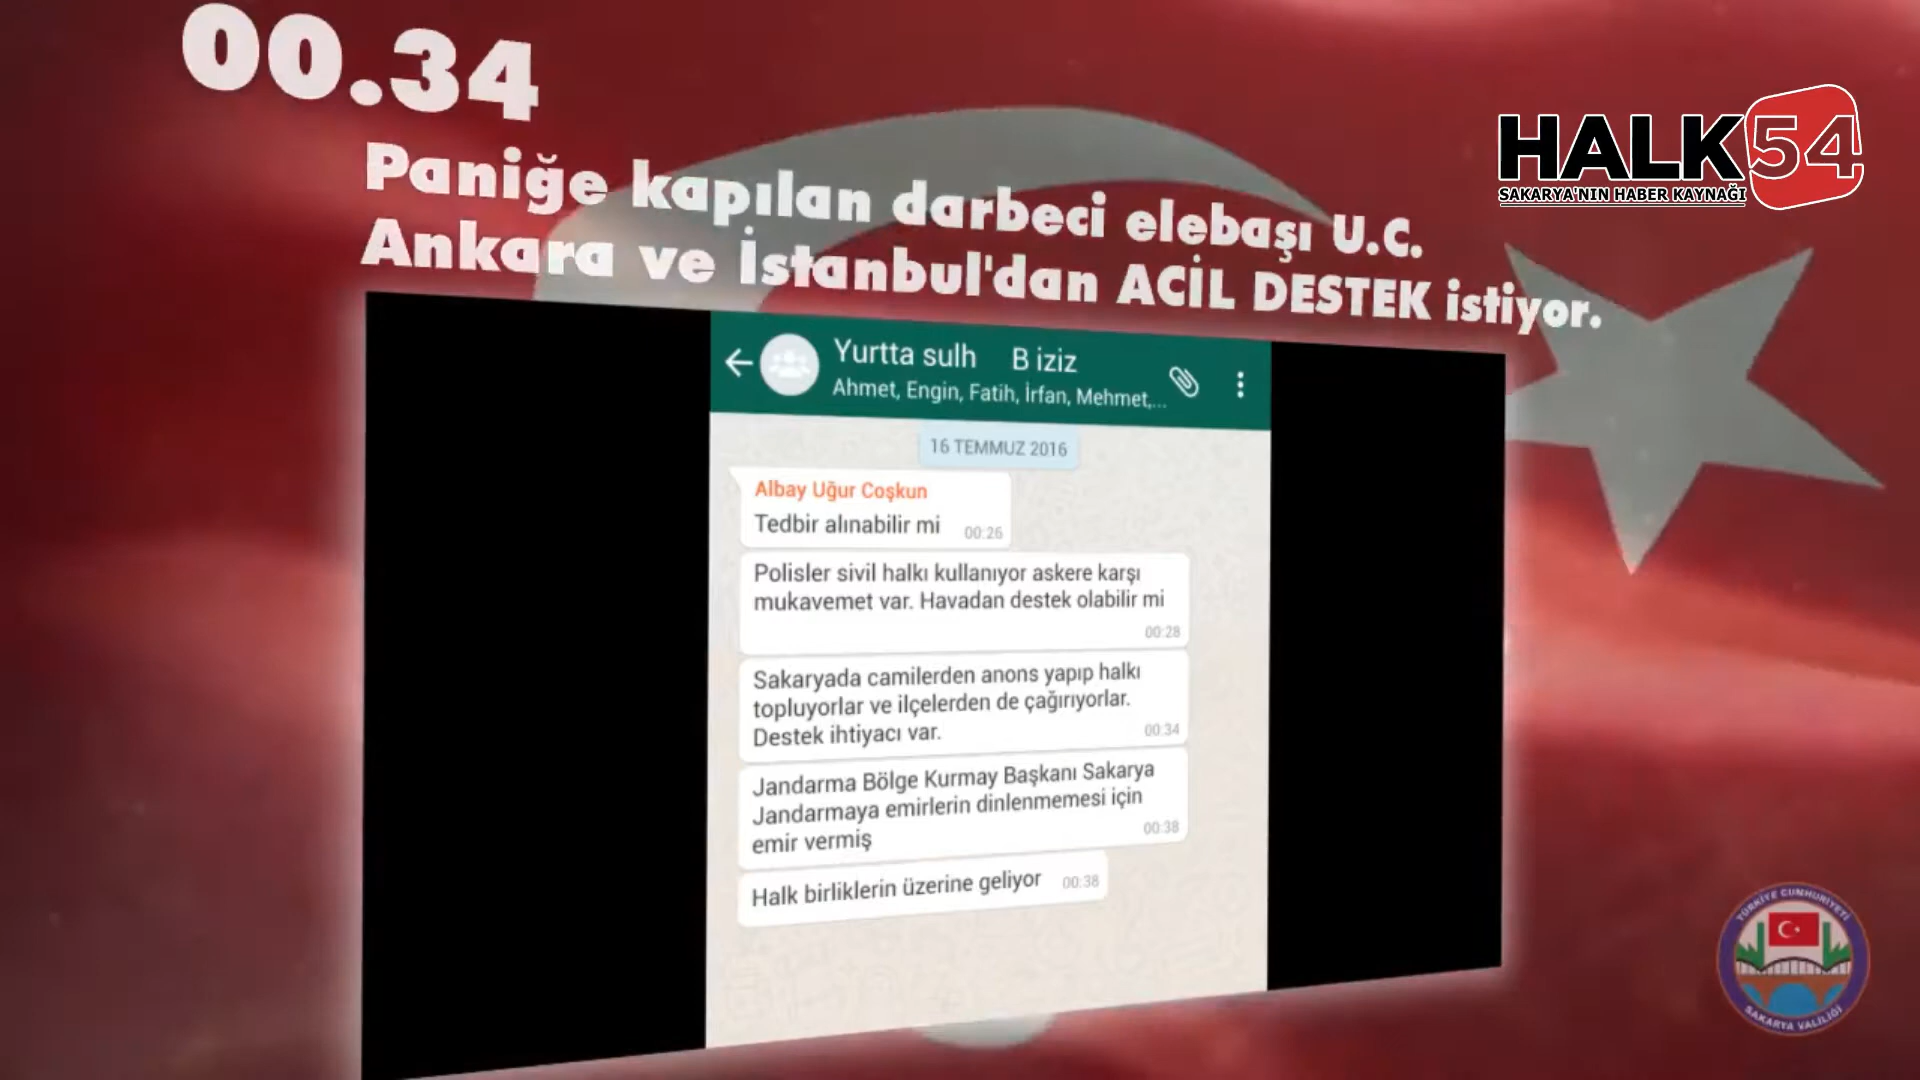 00.34
HALK54
SAKARYA'NIN HABER KAYNAĞI
Paniğe kapılan darbeci elebaşı U.C.
Ankara ve İstanbul'dan ACİL DESTEK istiyor.
Yurtta sulh B iziz
Ahmet, Engin, Fatih, İrfan, Mehmet,...
16 TEMMUZ 2016
Albay Uğur Coşkun
Tedbir alınabilir mi 00:26
Polisler sivil halkı kullanıyor askere karşı
mukavemet var. Havadan destek olabilir mi
00:28
Sakaryada camilerden anons yapıp halkı
topluyorlar ve ilçelerden de çağırıyorlar.
Destek ihtiyacı var. 00:34
Jandarma Bölge Kurmay Başkanı Sakarya
Jandarmaya emirlerin dinlenmemesi için
emir vermiş 00:38
Halk birliklerin üzerine geliyor 00:38
TÜRKİYE CUMHURİYETİ
SAKARYA VALİLİĞİ